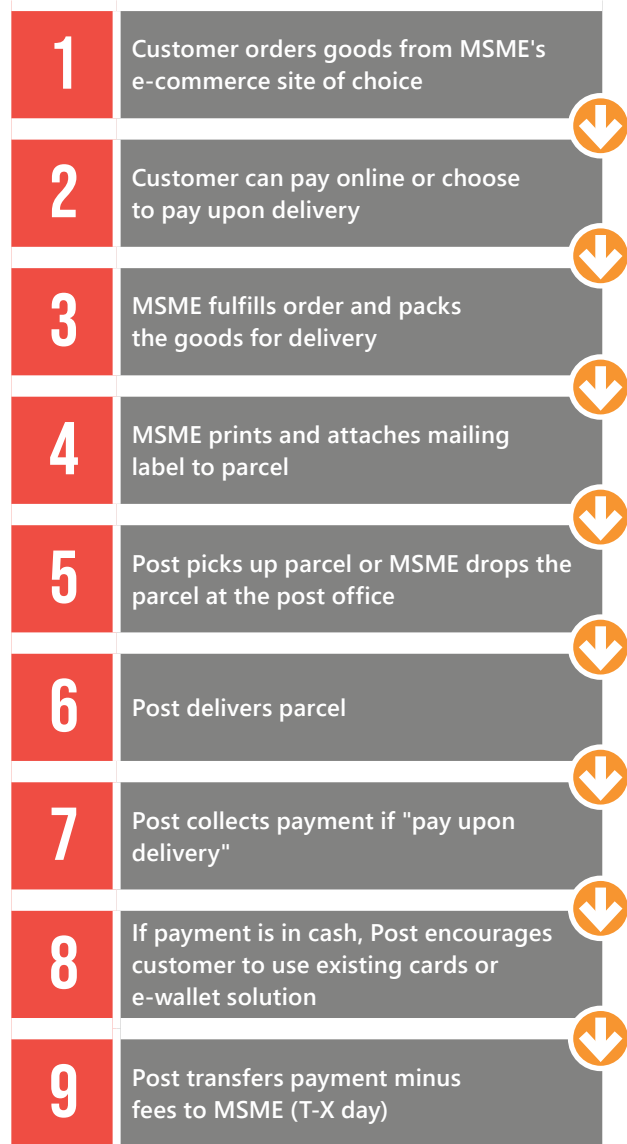 1
Customer orders goods from MSME's
e-commerce site of choice
2
Customer can pay online or choose
to pay upon delivery
3
MSME fulfills order and packs
the goods for delivery
4
MSME prints and attaches mailing
label to parcel
5
Post picks up parcel or MSME drops the
parcel at the post office
6
Post delivers parcel
7
Post collects payment if "pay upon
delivery"
8
If payment is in cash, Post encourages
customer to use existing cards or
e-wallet solution
9
Post transfers payment minus
fees to MSME (T-X day)